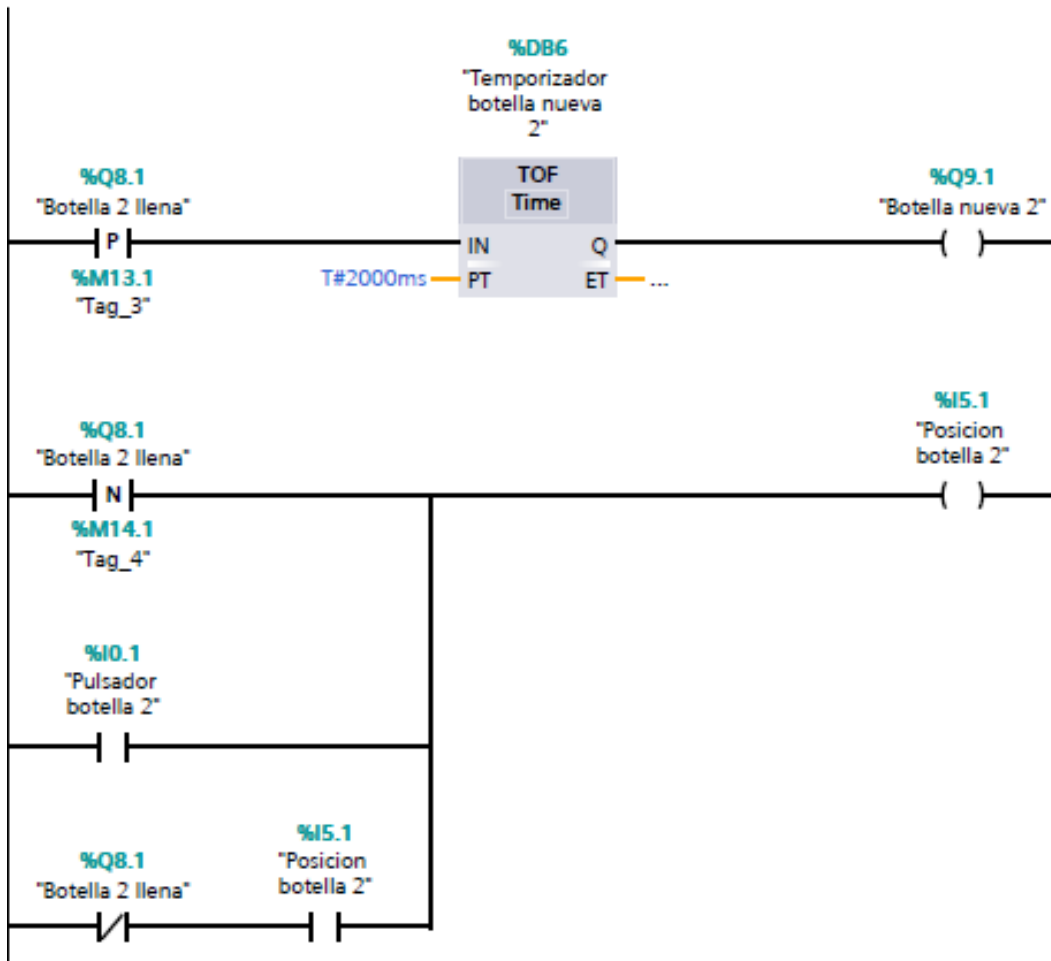 %DB6
"Temporizador
botella nueva
2"
%Q8.1
"Botella 2 llena"
P
%M13.1
"Tag_3"
TOF
Time
IN
Q
T#2000ms
PT
ET
...
%Q9.1
"Botella nueva 2"
%Q8.1
"Botella 2 llena"
N
%M14.1
"Tag_4"
%I5.1
"Posicion
botella 2"
%I0.1
"Pulsador
botella 2"
%Q8.1
"Botella 2 llena"
%I5.1
"Posicion
botella 2"